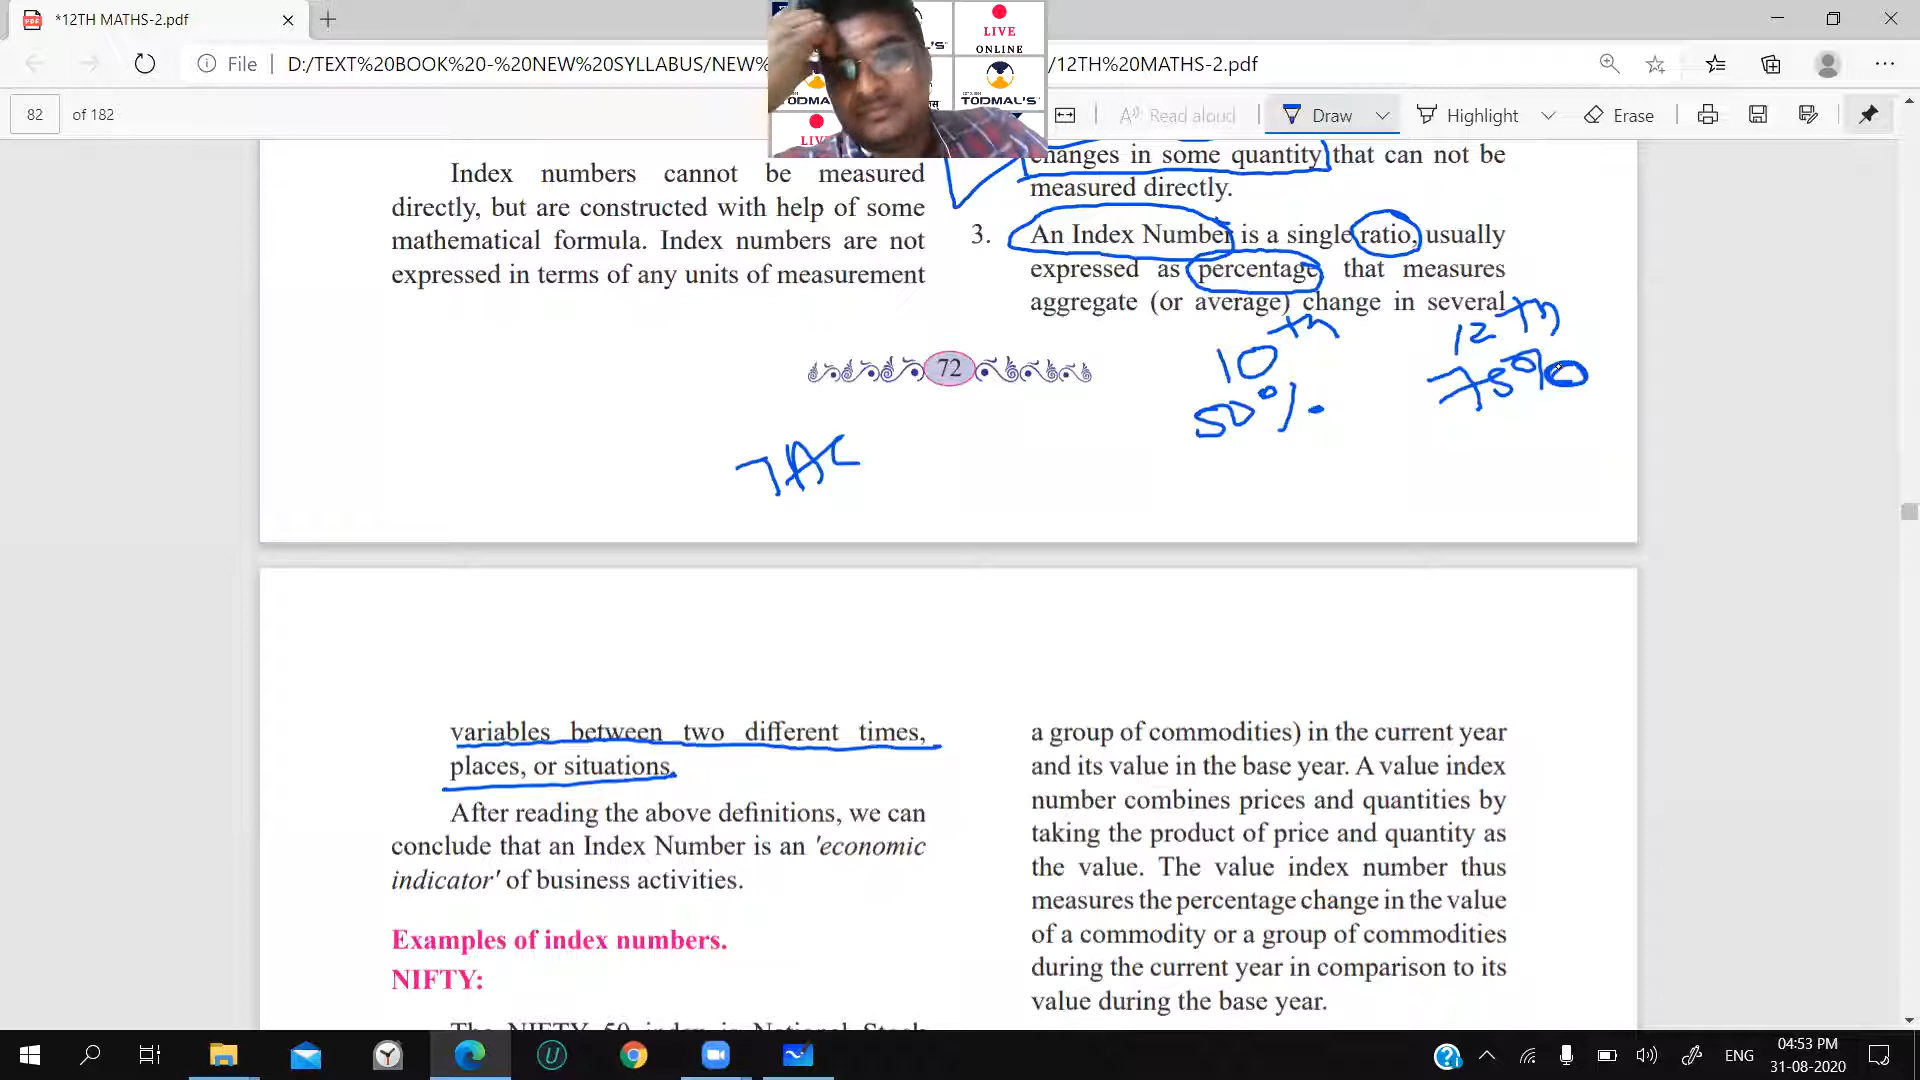 *12TH MATHS-2.pdf
LIVE
ONLINE
File
D:/TEXT%20BOOK%20-%20NEW%20SYLLABUS/NEW%
/12TH%20MATHS-2.pdf
TODMAL'S
82 of 182
Read aloud
Draw
Highlight
Erase
Index numbers cannot be measured
directly, but are constructed with help of some
mathematical formula. Index numbers are not
expressed in terms of any units of measurement
changes in some quantity that can not be
measured directly.
3. An Index Number is a single ratio, usually
expressed as percentage that measures
aggregate (or average) change in several
10th
50%
12th
75%
72
TAC
variables between two different times,
places, or situations.
After reading the above definitions, we can
conclude that an Index Number is an 'economic
indicator' of business activities.
Examples of index numbers.
NIFTY:
The NIFTY 50 index is National Stock
a group of commodities) in the current year
and its value in the base year. A value index
number combines prices and quantities by
taking the product of price and quantity as
the value. The value index number thus
measures the percentage change in the value
of a commodity or a group of commodities
during the current year in comparison to its
value during the base year.
ENG
04:53 PM
31-08-2020